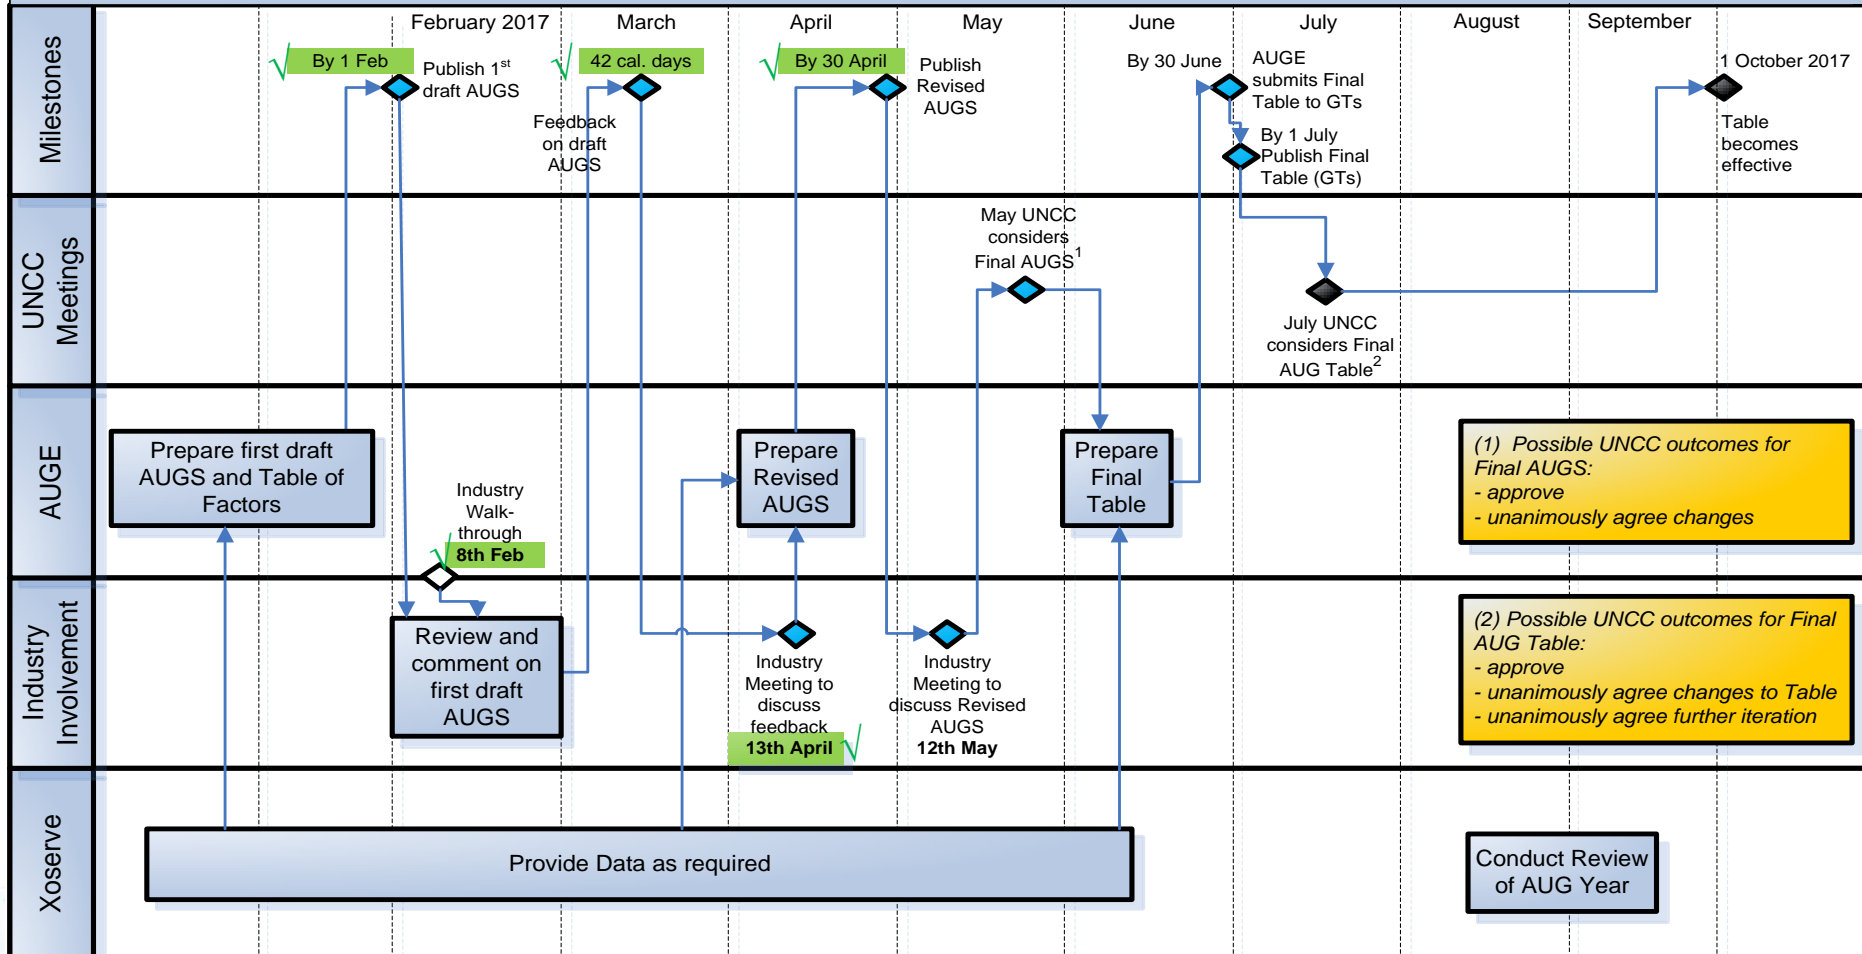 February 2017
March
April
May
June
July
August
September
Milestones
√ By 1 Feb
Publish 1st
draft AUGS
√ 42 cal. days
Feedback
on draft
AUGS
√ By 30 April
Publish
Revised
AUGS
By 30 June
AUGE
submits Final
Table to GTs
By 1 July
Publish Final
Table (GTs)
1 October 2017
Table
becomes
effective
UNCC
Meetings
May UNCC
considers
Final AUGS1
July UNCC
considers Final
AUG Table2
AUGE
Prepare first draft
AUGS and Table of
Factors
Industry
Walk-
through
√ 8th Feb
Prepare
Revised
AUGS
Prepare
Final
Table
(1) Possible UNCC outcomes for
Final AUGS:
- approve
- unanimously agree changes
Industry
Involvement
Review and
comment on
first draft
AUGS
Industry
Meeting to
discuss
feedback
13th April √
Industry
Meeting to
discuss Revised
AUGS
12th May
(2) Possible UNCC outcomes for Final
AUG Table:
- approve
- unanimously agree changes to Table
- unanimously agree further iteration
Xoserve
Provide Data as required
Conduct Review
of AUG Year